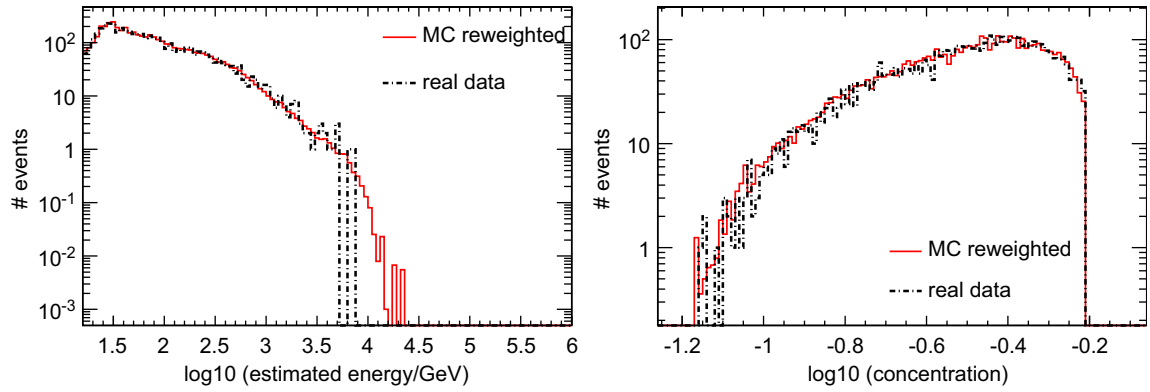 # events
10²
10
1
10⁻¹
10⁻²
10⁻³
MC reweighted
real data
1.5 2 2.5 3 3.5 4 4.5 5 5.5 6
log10 (estimated energy/GeV)
# events
10²
10
1
MC reweighted
real data
-1.2 -1 -0.8 -0.6 -0.4 -0.2
log10 (concentration)